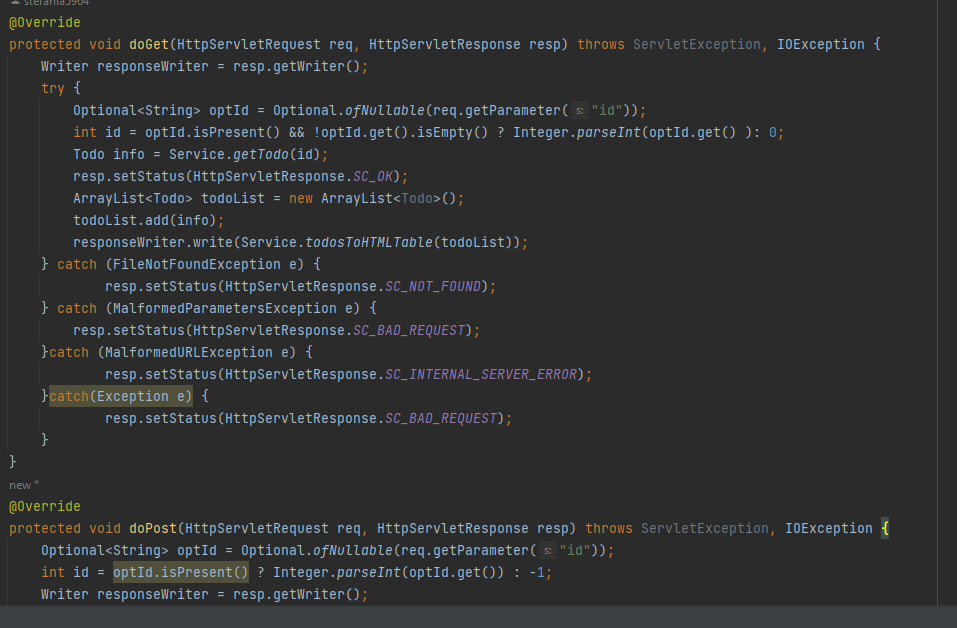 stefania5904
@Override
protected void doGet(HttpServletRequest req, HttpServletResponse resp) throws ServletException, IOException {
    Writer responseWriter = resp.getWriter();
    try {
        Optional<String> optId = Optional.ofNullable(req.getParameter( s: "id"));
        int id = optId.isPresent() && !optId.get().isEmpty() ? Integer.parseInt(optId.get() ): 0;
        Todo info = Service.getTodo(id);
        resp.setStatus(HttpServletResponse.SC_OK);
        ArrayList<Todo> todoList = new ArrayList<Todo>();
        todoList.add(info);
        responseWriter.write(Service.todosToHTMLTable(todoList));
    } catch (FileNotFoundException e) {
            resp.setStatus(HttpServletResponse.SC_NOT_FOUND);
    } catch (MalformedParametersException e) {
        resp.setStatus(HttpServletResponse.SC_BAD_REQUEST);
    }catch (MalformedURLException e) {
            resp.setStatus(HttpServletResponse.SC_INTERNAL_SERVER_ERROR);
    }catch(Exception e) {
            resp.setStatus(HttpServletResponse.SC_BAD_REQUEST);
    }
}
new *
@Override
protected void doPost(HttpServletRequest req, HttpServletResponse resp) throws ServletException, IOException {
    Optional<String> optId = Optional.ofNullable(req.getParameter( s: "id"));
    int id = optId.isPresent() ? Integer.parseInt(optId.get()) : -1;
    Writer responseWriter = resp.getWriter();